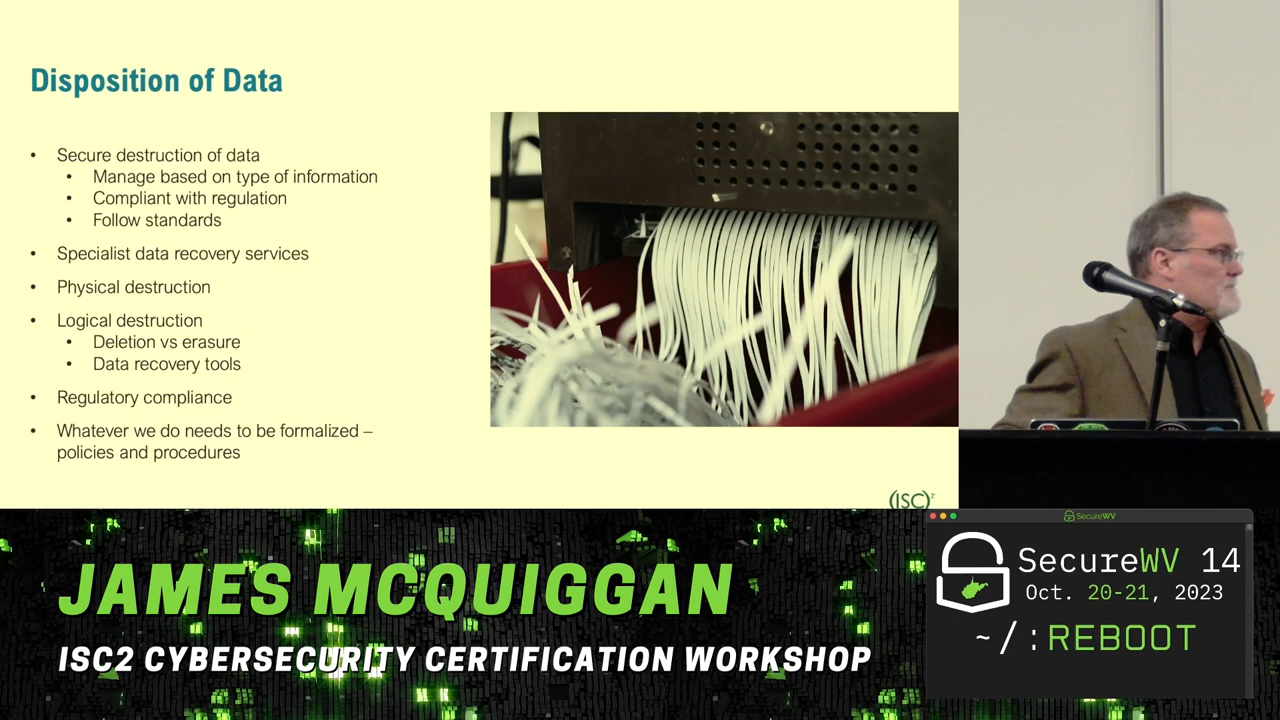 Disposition of Data
• Secure destruction of data
• Manage based on type of information
• Compliant with regulation
• Follow standards
• Specialist data recovery services
• Physical destruction
• Logical destruction
• Deletion vs erasure
• Data recovery tools
• Regulatory compliance
• Whatever we do needs to be formalized –
policies and procedures
(ISC)²
JAMES MCQUIGGAN
ISC2 CYBERSECURITY CERTIFICATION WORKSHOP
SecureWV
SecureWV 14
Oct. 20-21, 2023
~/:REBOOT